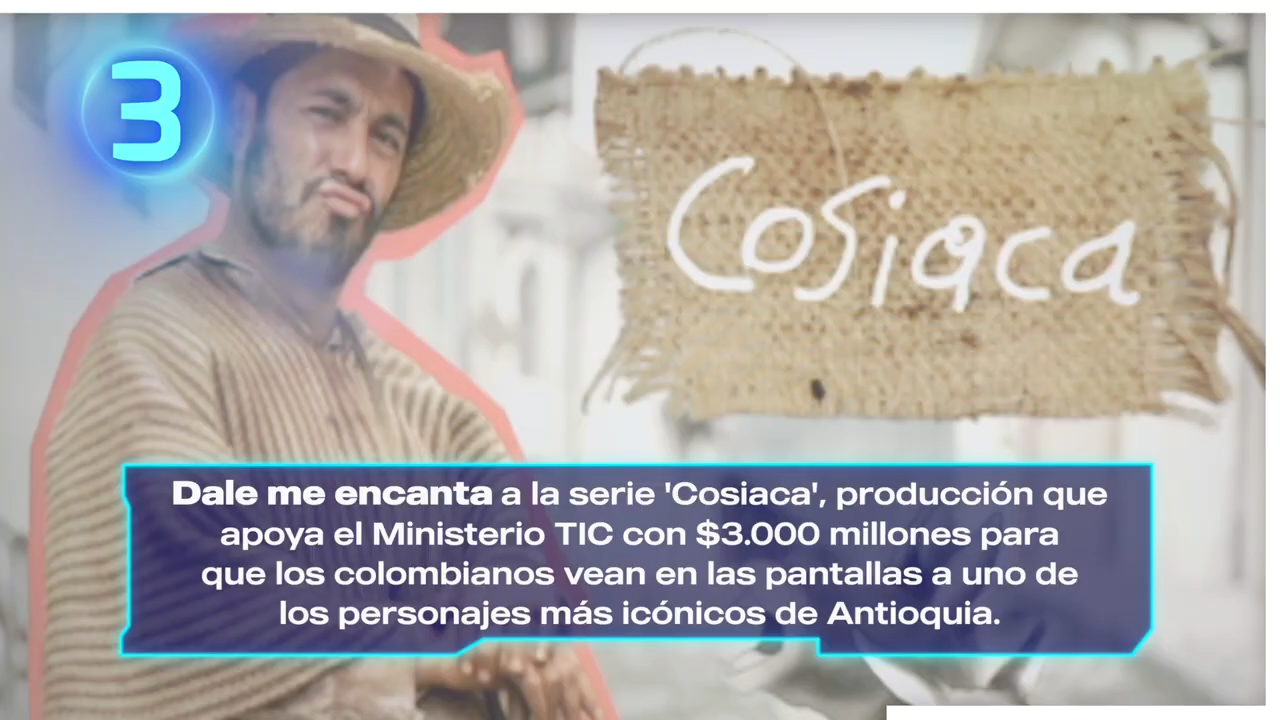 3
Cosiaca
Dale me encanta a la serie 'Cosiaca', producción que
apoya el Ministerio TIC con $3.000 millones para
que los colombianos vean en las pantallas a uno de
los personajes más icónicos de Antioquia.